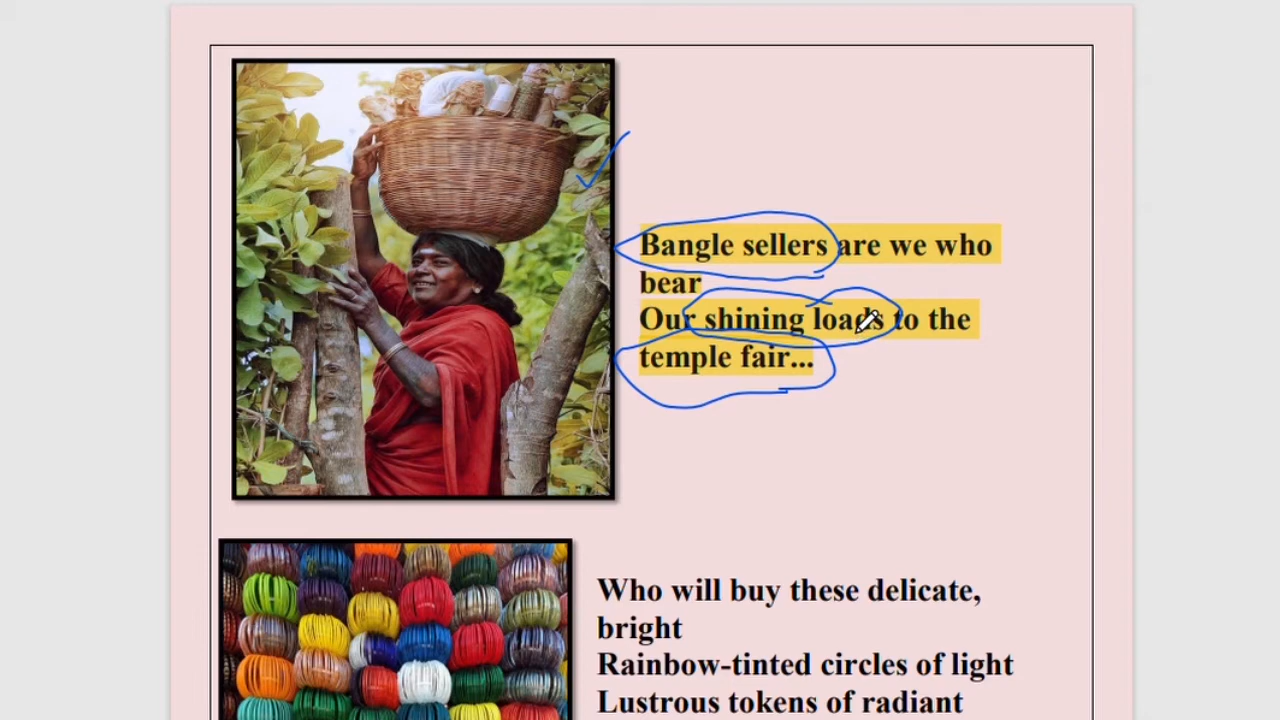 Bangle sellers are we who
bear
Our shining loads to the
temple fair...
Who will buy these delicate,
bright
Rainbow-tinted circles of light
Lustrous tokens of radiant